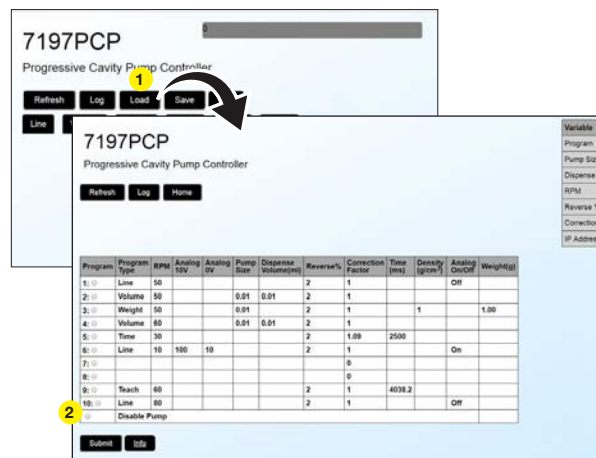 0
7197PCP
Progressive Cavity Pump Controller
1
Refresh Log Load Save
Line
7197PCP
Progressive Cavity Pump Controller
Refresh Log Home
Variable
Program
Pump Siz
Dispense
RPM
Reverse %
Correction
IP Addres
Program Program Type RPM Analog 10V Analog 0V Pump Size Dispense Volume(ml) Reverse% Correction Factor Time (ms) Density (g/cm³) Analog On/Off Weight(g)
1: Line 50 2 1 Off
2: Volume 50 0.01 0.01 2 1
3: Weight 50 0.01 2 1 1 1.00
4: Volume 60 0.01 0.01 2 1
5: Time 30 2 1.09 2500
6: Line 10 100 10 2 1 On
7: 0
8: 0
9: Teach 60 2 1 4038.2
10: Line 80 2 1 Off
2
Disable Pump
Submit Info